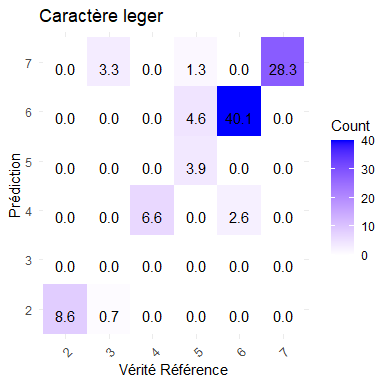 Caractère leger
7 0.0 3.3 0.0 1.3 0.0 28.3
6 0.0 0.0 0.0 4.6 40.1 0.0
5 0.0 0.0 0.0 3.9 0.0 0.0
4 0.0 0.0 6.6 0.0 2.6 0.0
3 0.0 0.0 0.0 0.0 0.0 0.0
2 8.6 0.7 0.0 0.0 0.0 0.0
2 3 4 5 6 7
Vérité Référence
Prédiction
Count
40
30
20
10
0